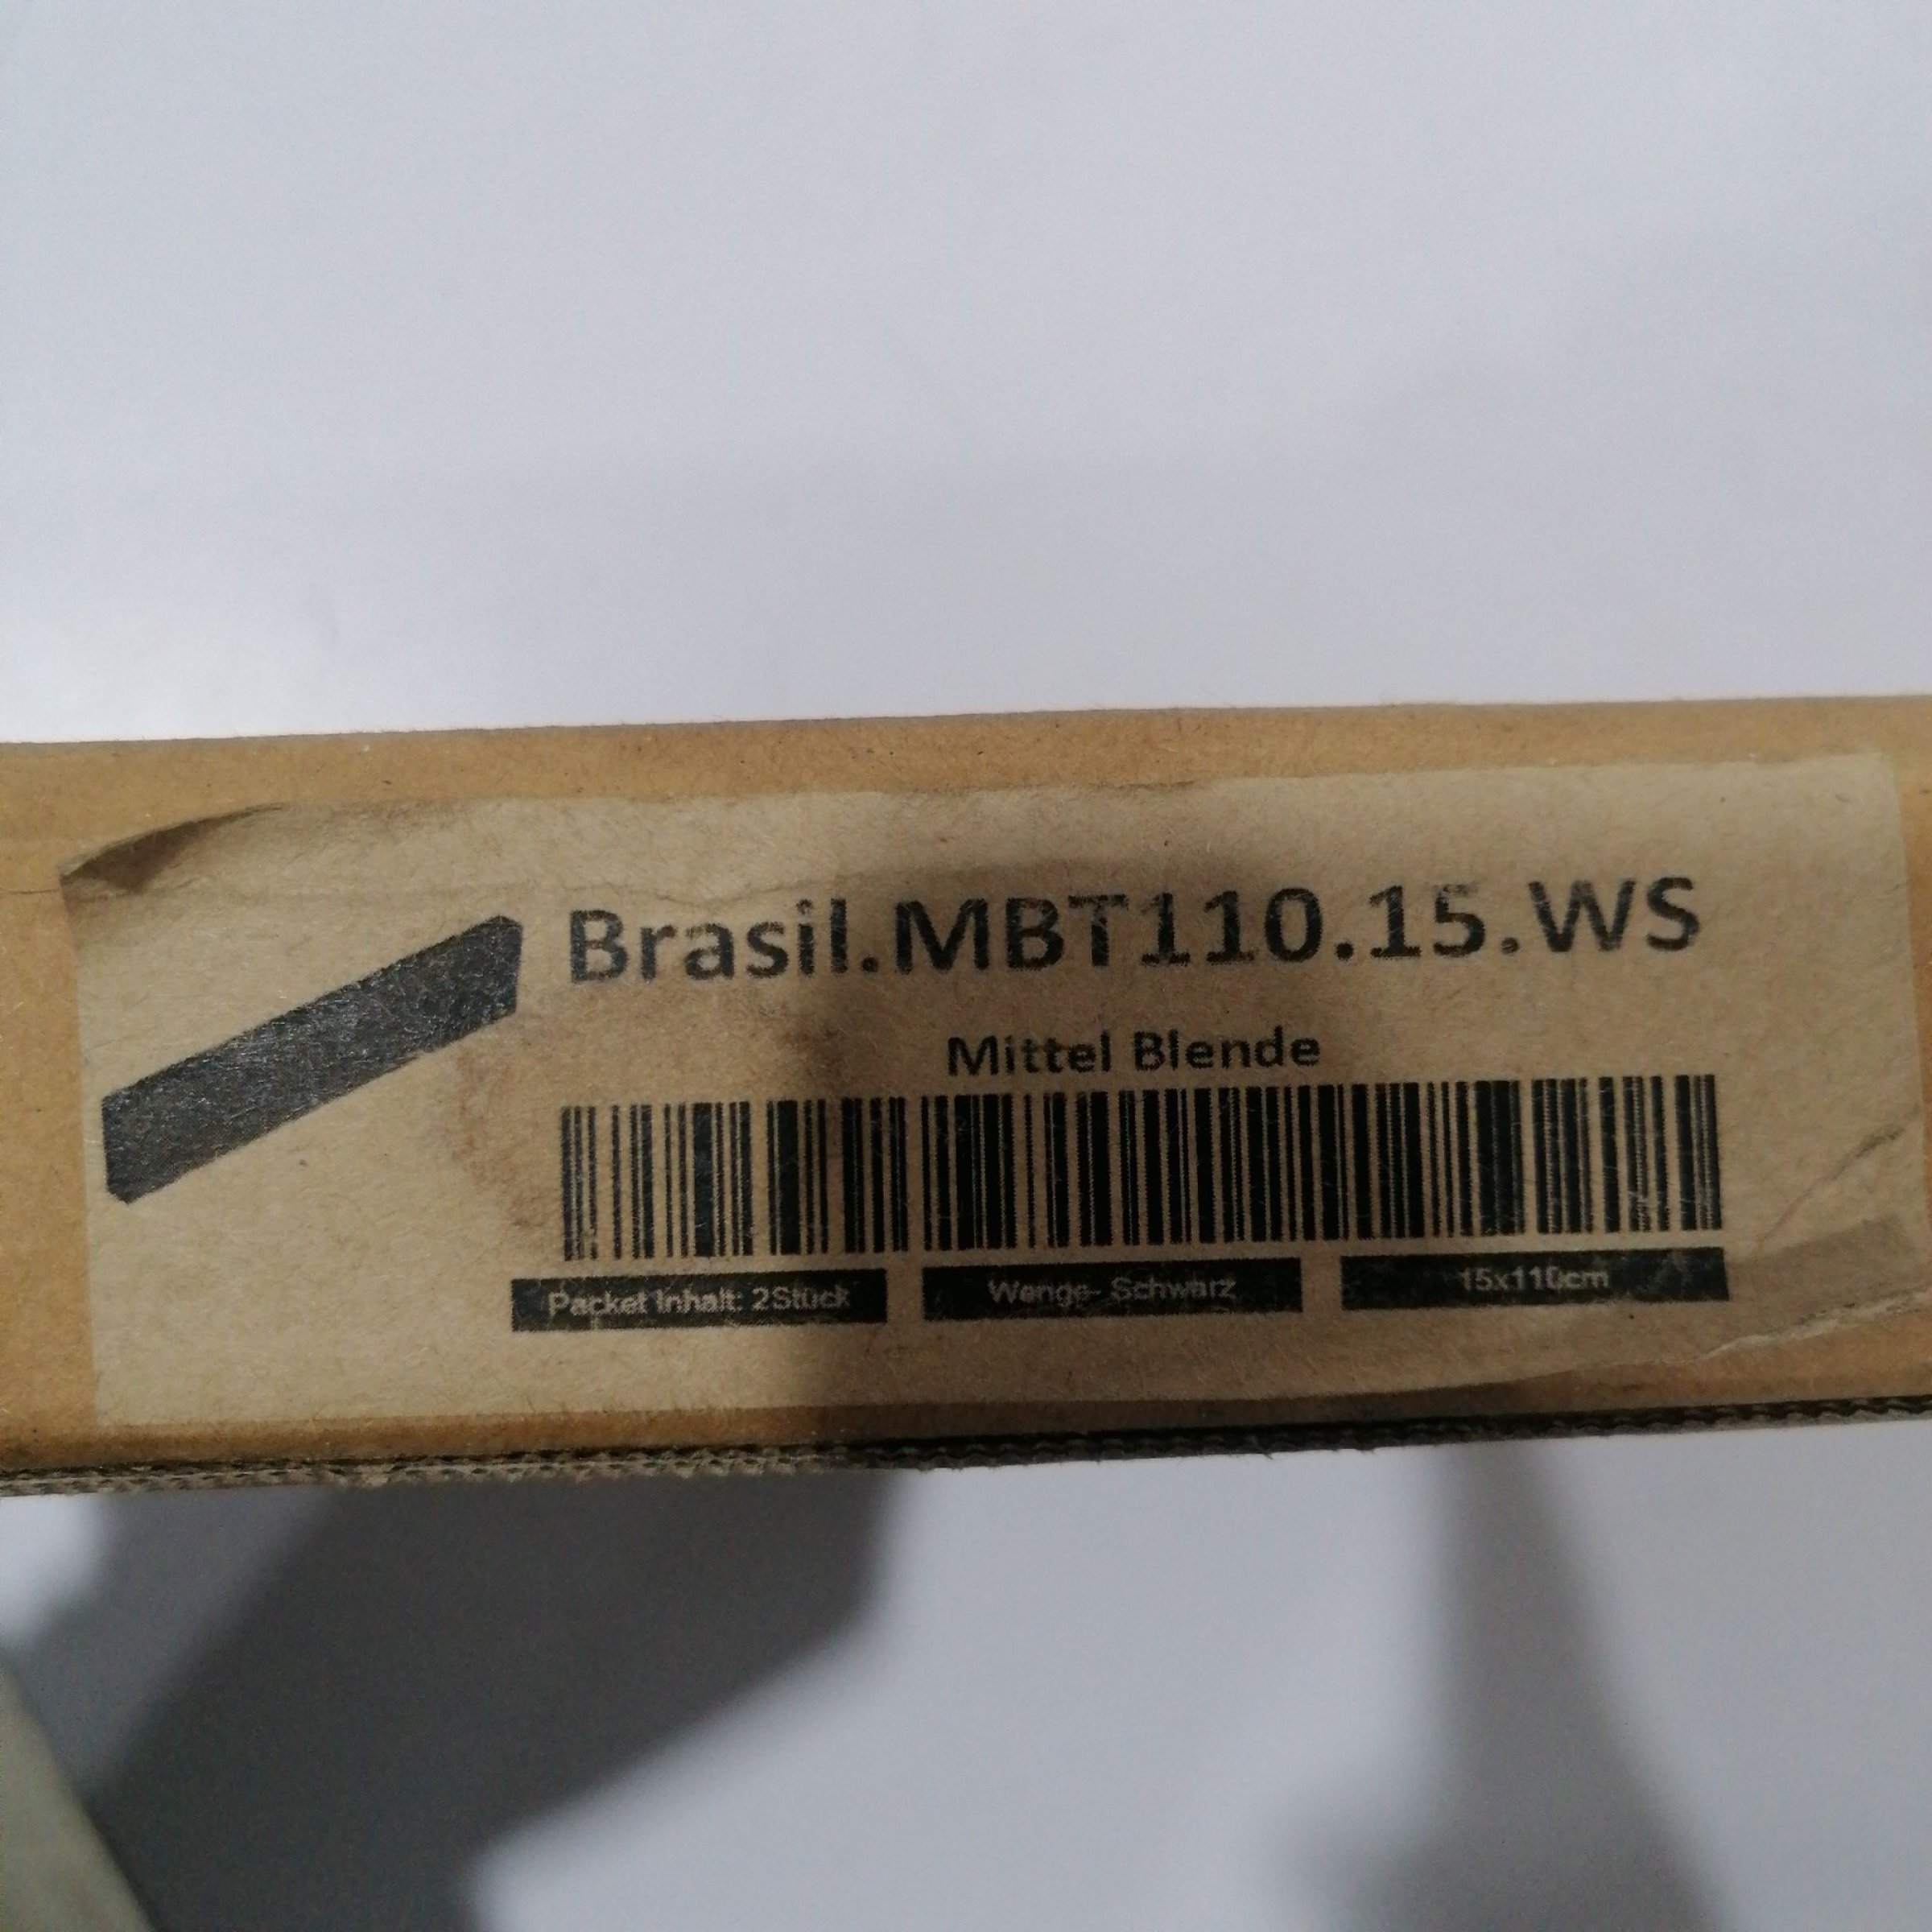 Brasil.MBT110.15.WS
Mittel Blende
Packet Inhalt: 2Stück
Wenge- Schwarz
15x110cm